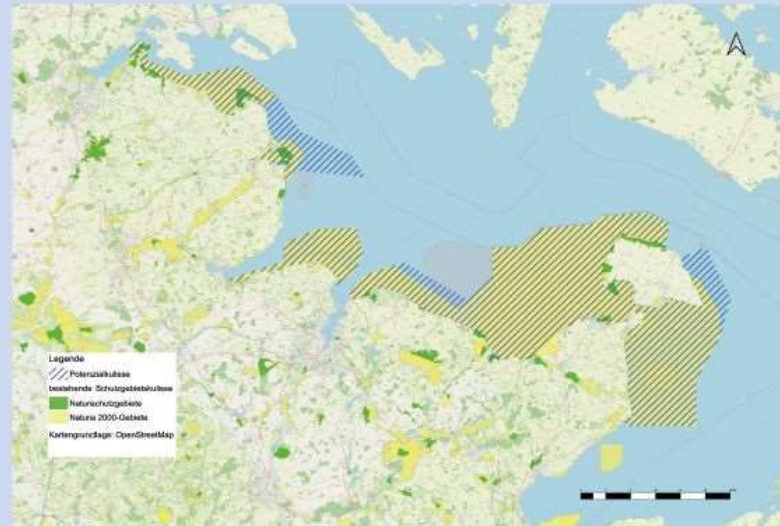 Legende
Potenzialkulisse
bestehende Schutzgebietskulisse
Naturschutzgebiete
Natura 2000-Gebiete
Kartengrundlage: OpenStreetMap